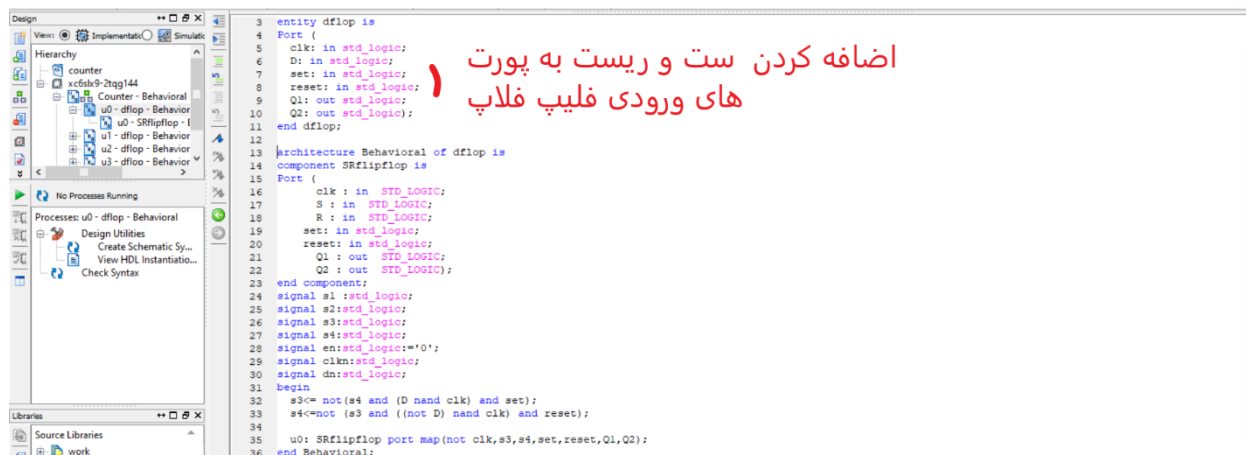 Design
View: Implementatic Simulatic
Hierarchy
counter
xc6slx9-2tqg144
Counter - Behavioral
u0 - dflop - Behavior
u0 - SRflipflop - E
u1 - dflop - Behavior
u2 - dflop - Behavior
u3 - dflop - Behavior
No Processes Running
Processes: u0 - dflop - Behavioral
Design Utilities
Create Schematic Sy...
View HDL Instantiatio...
Check Syntax
Libraries
Source Libraries
work
3 entity dflop is
4 Port (
5 clk: in std_logic;
6 D: in std_logic;
7 set: in std_logic;
8 reset: in std_logic;
9 Q1: out std_logic;
10 Q2: out std_logic);
11 end dflop;
12
13 architecture Behavioral of dflop is
14 component SRflipflop is
15 Port (
16 clk : in STD_LOGIC;
17 S : in STD_LOGIC;
18 R : in STD_LOGIC;
19 set: in std_logic;
20 reset: in std_logic;
21 Q1 : out STD_LOGIC;
22 Q2 : out STD_LOGIC);
23 end component;
24 signal s1 :std_logic;
25 signal s2:std_logic;
26 signal s3:std_logic;
27 signal s4:std_logic;
28 signal en:std_logic:='0';
29 signal clkn:std_logic;
30 signal dn:std_logic;
31 begin
32 s3<= not(s4 and (D nand clk) and set);
33 s4<=not (s3 and ((not D) nand clk) and reset);
34
35 u0: SRflipflop port map(not clk,s3,s4,set,reset,Q1,Q2);
36 end Behavioral;
اضافه کردن ست و ریست به پورت
های ورودی فلیپ فلاپ